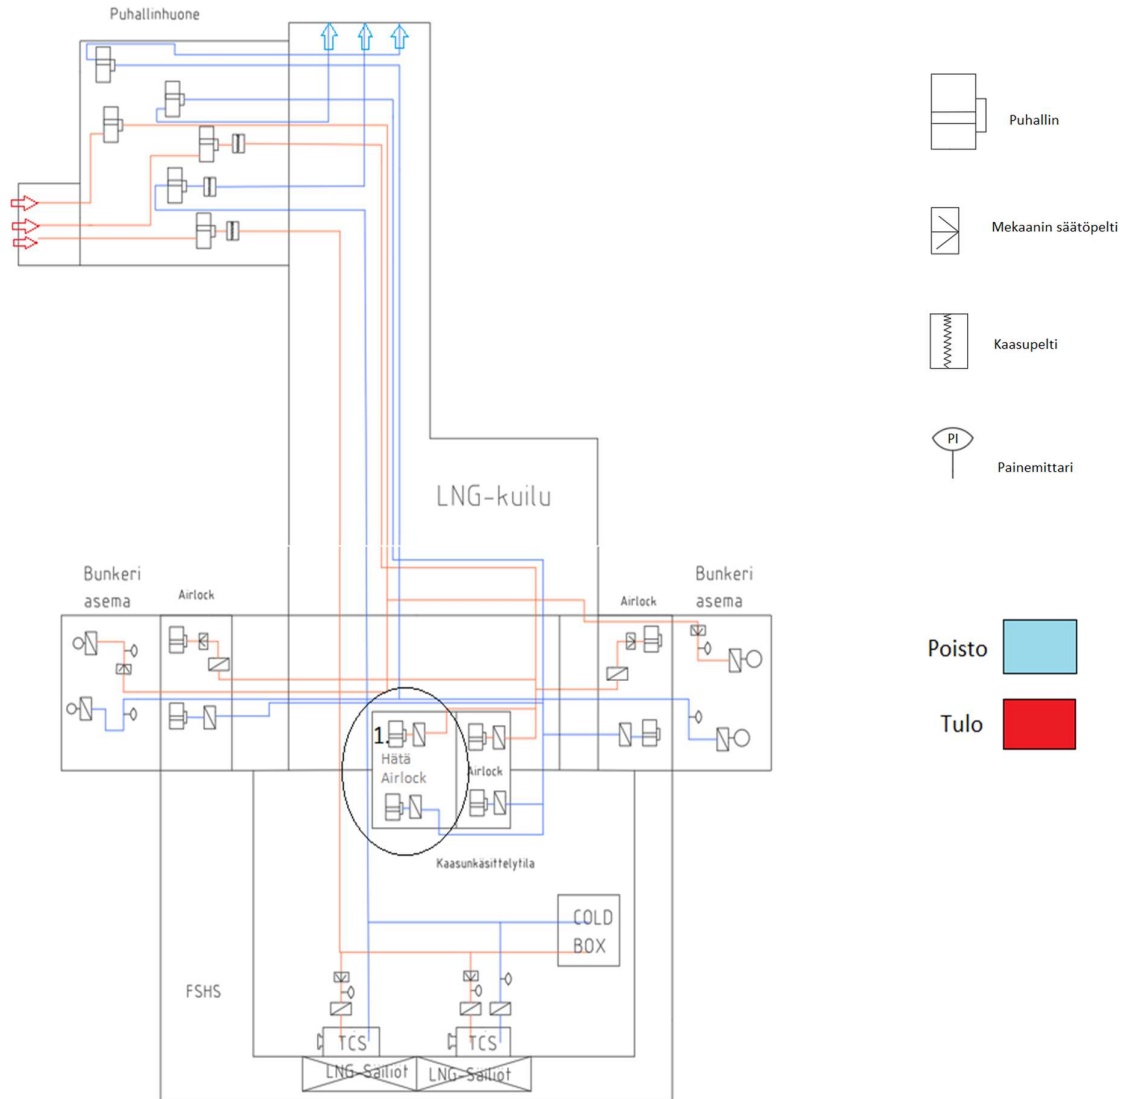 Puhallinhuone
Puhallin
Mekaanin säätöpelti
Kaasupelti
PI
Painemittari
LNG-kuilu
Bunkeri
asema
Airlock
Airlock
Bunkeri
asema
Poisto
Tulo
1.
Hätä
Airlock
Airlock
Kaasunkäsittelytila
COLD
BOX
FSHS
TCS
TCS
LNG-Säiliöt
LNG-Säiliöt